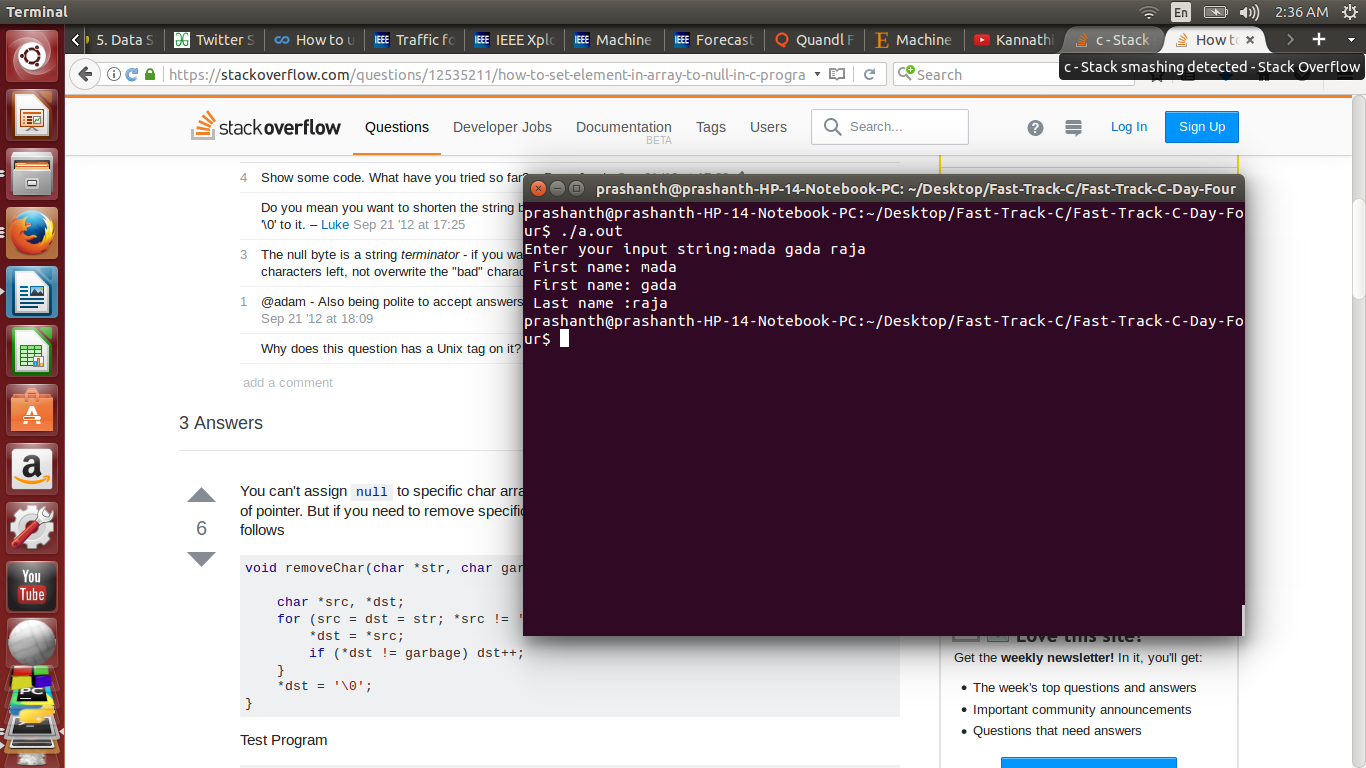 Terminal
En
2:36 AM
5. Data S
Twitter S
How to u
Traffic fo
IEEE Xplo
Machine
Forecast
Quandl F
Machine
Kannathi
c - Stack
How to
https://stackoverflow.com/questions/12535211/how-to-set-element-in-array-to-null-in-c-progra
Search
c - Stack smashing detected - Stack Overflow
stackoverflow
Questions
Developer Jobs
Documentation
BETA
Tags
Users
Search...
Log In
Sign Up
4 Show some code. What have you tried so far?
Do you mean you want to shorten the string b
'\0' to it. – Luke Sep 21 '12 at 17:25
3 The null byte is a string terminator - if you wa
characters left, not overwrite the "bad" charac
1 @adam - Also being polite to accept answers
Sep 21 '12 at 18:09
Why does this question has a Unix tag on it?
add a comment
3 Answers
6
You can't assign null to specific char arra
of pointer. But if you need to remove specific
follows
void removeChar(char *str, char gar
char *src, *dst;
for (src = dst = str; *src != '
*dst = *src;
if (*dst != garbage) dst++;
}
*dst = '\0';
}
Test Program
prashanth@prashanth-HP-14-Notebook-PC: ~/Desktop/Fast-Track-C/Fast-Track-C-Day-Four
prashanth@prashanth-HP-14-Notebook-PC:~/Desktop/Fast-Track-C/Fast-Track-C-Day-Fo
ur$ ./a.out
Enter your input string:mada gada raja
First name: mada
First name: gada
Last name :raja
prashanth@prashanth-HP-14-Notebook-PC:~/Desktop/Fast-Track-C/Fast-Track-C-Day-Fo
ur$
Love this site?
Get the weekly newsletter! In it, you'll get:
The week's top questions and answers
Important community announcements
Questions that need answers
You
Tube
PC